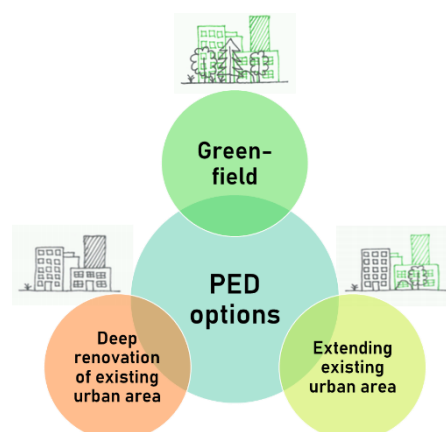 Green-
field
PED
options
Deep
renovation
of existing
urban area
Extending
existing
urban area